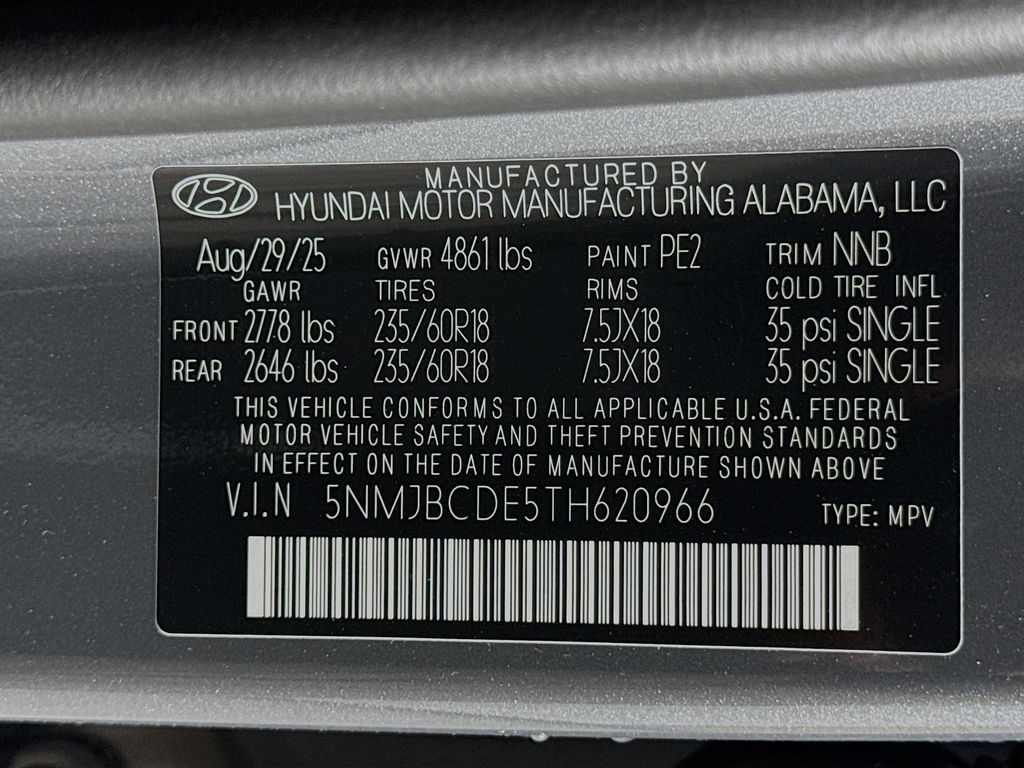 MANUFACTURED BY
HYUNDAI MOTOR MANUFACTURING ALABAMA, LLC
Aug/29/25 GVWR 4861 lbs PAINT PE2 TRIM NNB
GAWR TIRES RIMS COLD TIRE INFL
FRONT 2778 lbs 235/60R18 7.5JX18 35 psi SINGLE
REAR 2646 lbs 235/60R18 7.5JX18 35 psi SINGLE
THIS VEHICLE CONFORMS TO ALL APPLICABLE U.S.A. FEDERAL
MOTOR VEHICLE SAFETY AND THEFT PREVENTION STANDARDS
IN EFFECT ON THE DATE OF MANUFACTURE SHOWN ABOVE
V.I.N 5NMJBCDE5TH620966 TYPE: MPV